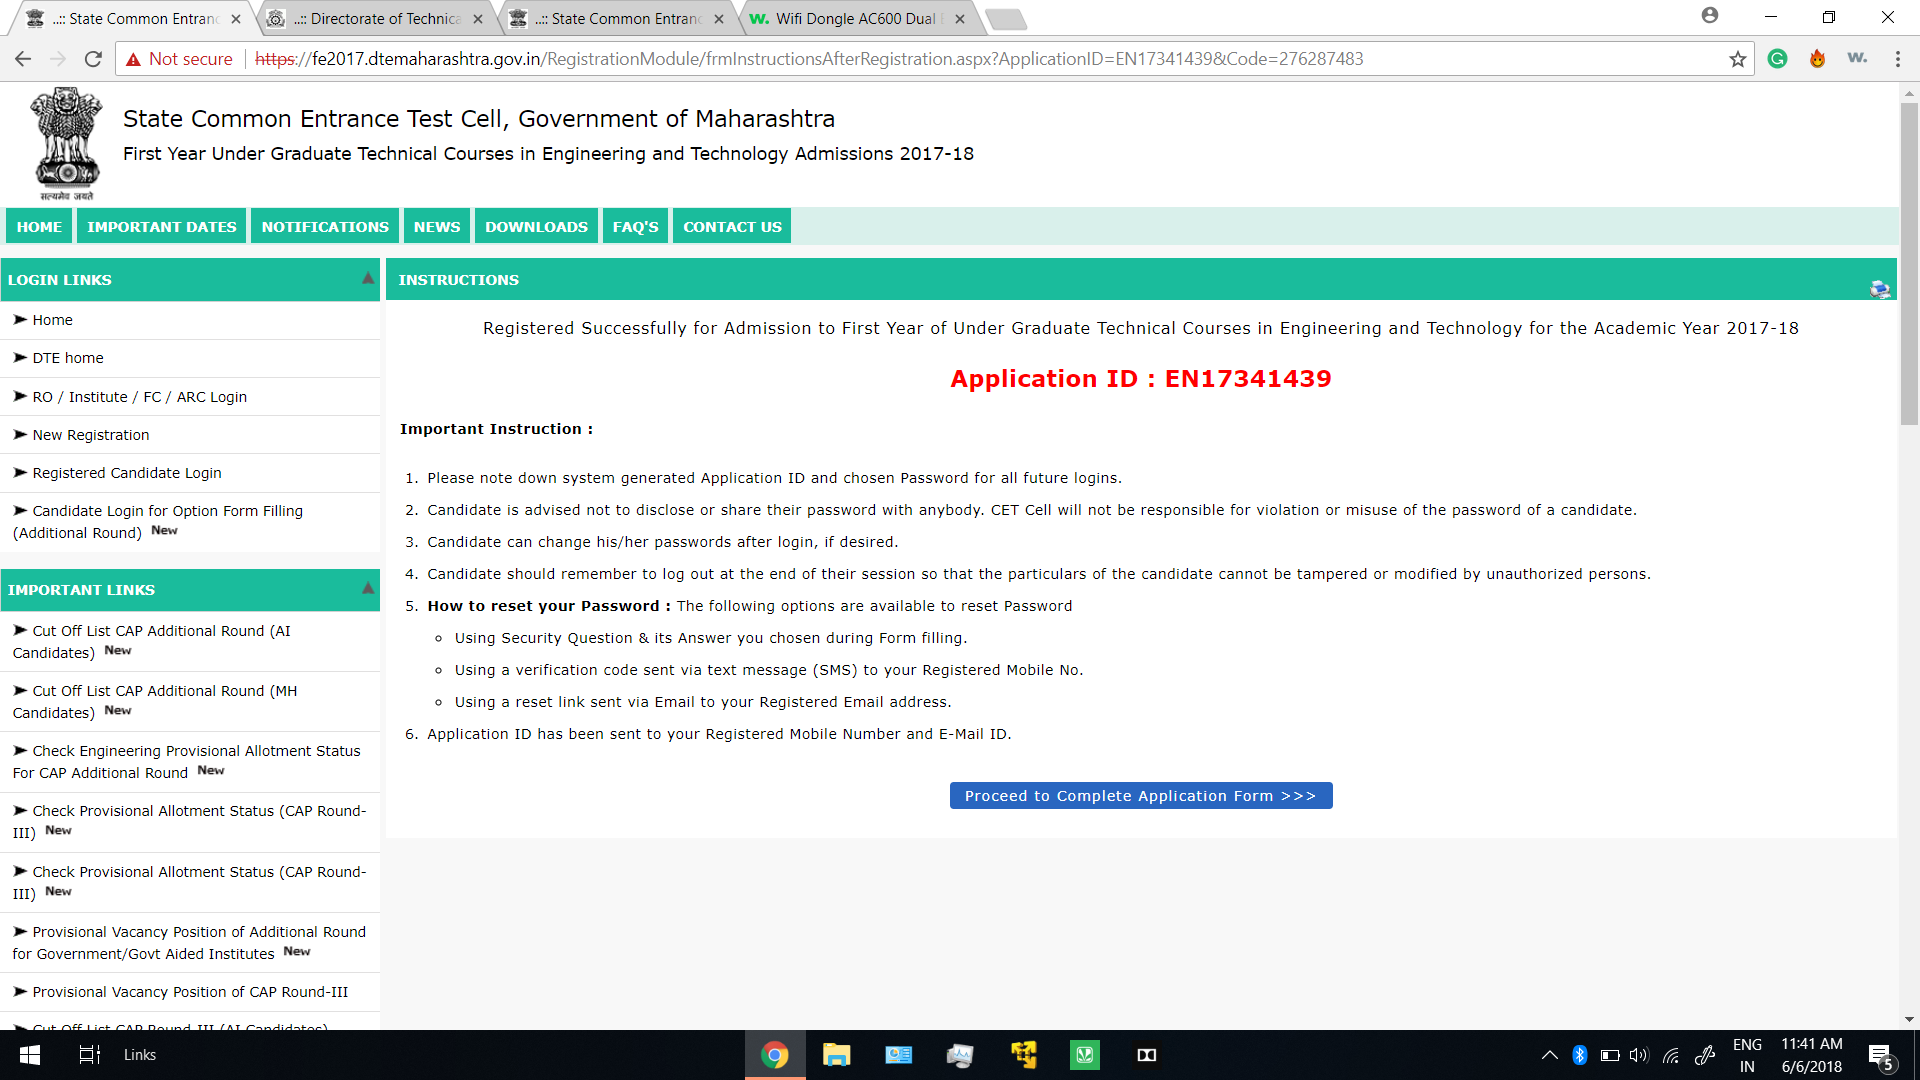 ..:: State Common Entranc
..:: Directorate of Technica
..:: State Common Entranc
w. Wifi Dongle AC600 Dual
Not secure https://fe2017.dtemaharashtra.gov.in/RegistrationModule/frmInstructionsAfterRegistration.aspx?ApplicationID=EN17341439&Code=276287483
State Common Entrance Test Cell, Government of Maharashtra
First Year Under Graduate Technical Courses in Engineering and Technology Admissions 2017-18
सत्यमेव जयते
HOME IMPORTANT DATES NOTIFICATIONS NEWS DOWNLOADS FAQ'S CONTACT US
LOGIN LINKS
Home
DTE home
RO / Institute / FC / ARC Login
New Registration
Registered Candidate Login
Candidate Login for Option Form Filling
(Additional Round) New
IMPORTANT LINKS
Cut Off List CAP Additional Round (AI
Candidates) New
Cut Off List CAP Additional Round (MH
Candidates) New
Check Engineering Provisional Allotment Status
For CAP Additional Round New
Check Provisional Allotment Status (CAP Round-
III) New
Check Provisional Allotment Status (CAP Round-
III) New
Provisional Vacancy Position of Additional Round
for Government/Govt Aided Institutes New
Provisional Vacancy Position of CAP Round-III
Cut Off List CAP Round-III (AI Candidates)
INSTRUCTIONS
Registered Successfully for Admission to First Year of Under Graduate Technical Courses in Engineering and Technology for the Academic Year 2017-18
Application ID : EN17341439
Important Instruction :
1. Please note down system generated Application ID and chosen Password for all future logins.
2. Candidate is advised not to disclose or share their password with anybody. CET Cell will not be responsible for violation or misuse of the password of a candidate.
3. Candidate can change his/her passwords after login, if desired.
4. Candidate should remember to log out at the end of their session so that the particulars of the candidate cannot be tampered or modified by unauthorized persons.
5. How to reset your Password : The following options are available to reset Password
Using Security Question & its Answer you chosen during Form filling.
Using a verification code sent via text message (SMS) to your Registered Mobile No.
Using a reset link sent via Email to your Registered Email address.
6. Application ID has been sent to your Registered Mobile Number and E-Mail ID.
Proceed to Complete Application Form >>>
Links
ENG
IN
11:41 AM
6/6/2018
5